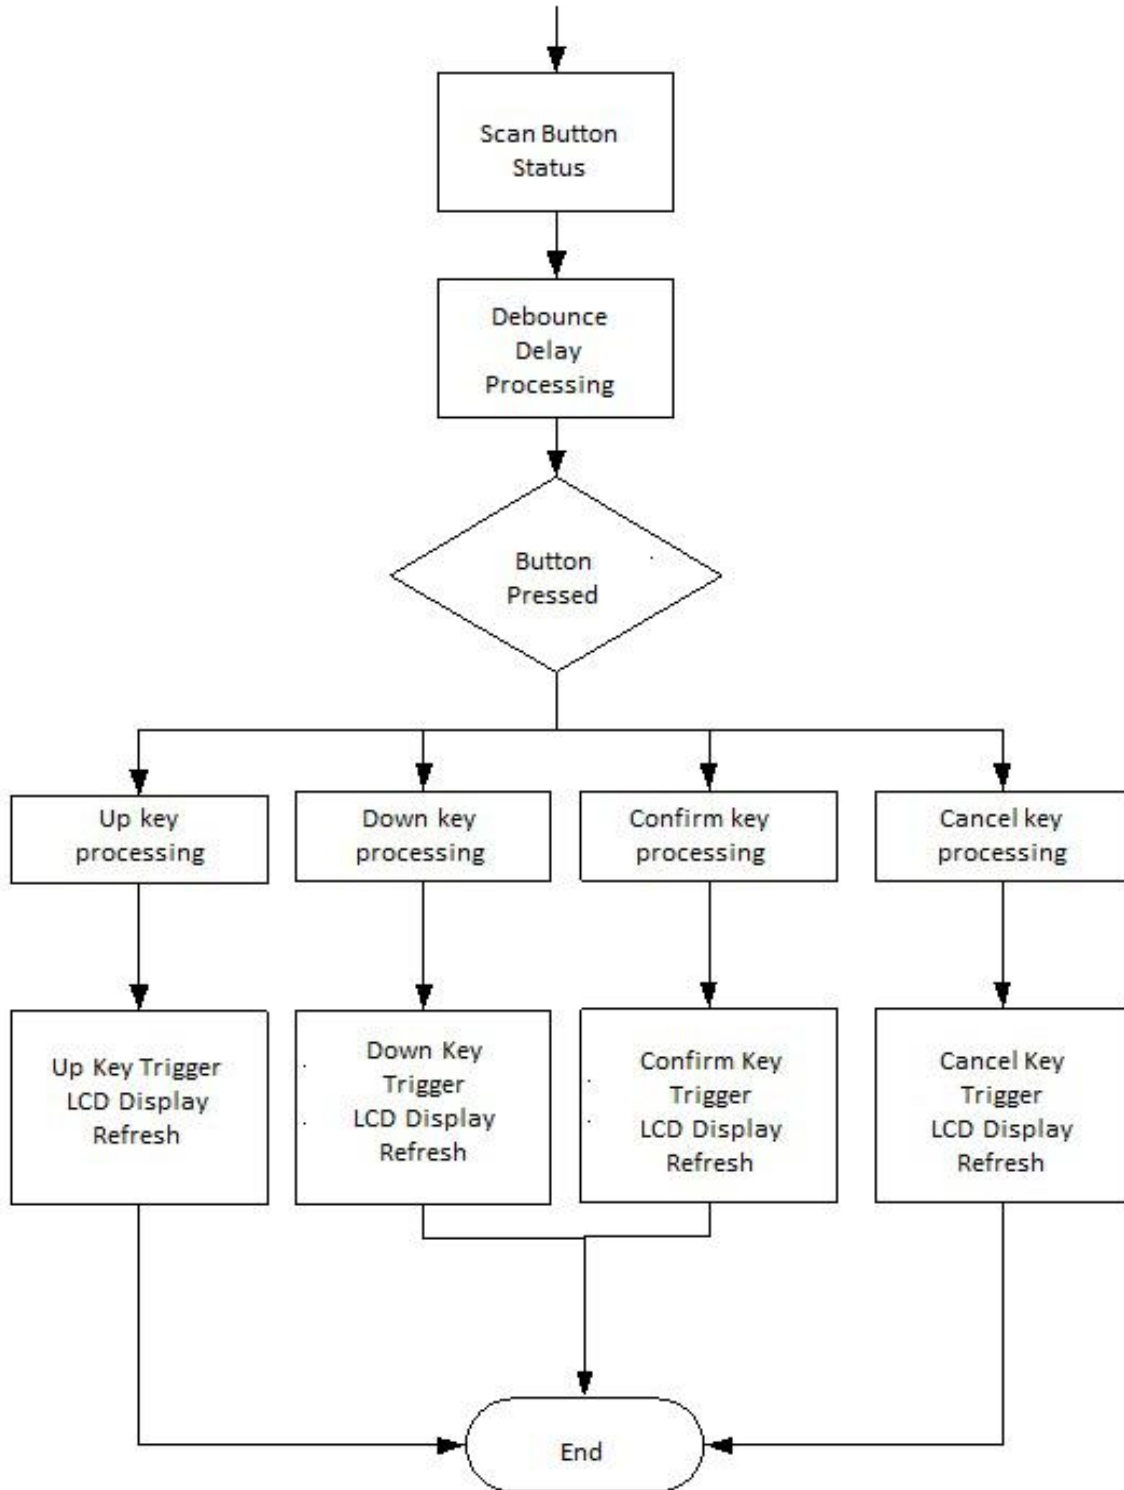 Scan Button
Status
Debounce
Delay
Processing
Button
Pressed
Up key
processing
Down key
processing
Confirm key
processing
Cancel key
processing
Up Key Trigger
LCD Display
Refresh
Down Key
Trigger
LCD Display
Refresh
Confirm Key
Trigger
LCD Display
Refresh
Cancel Key
Trigger
LCD Display
Refresh
End